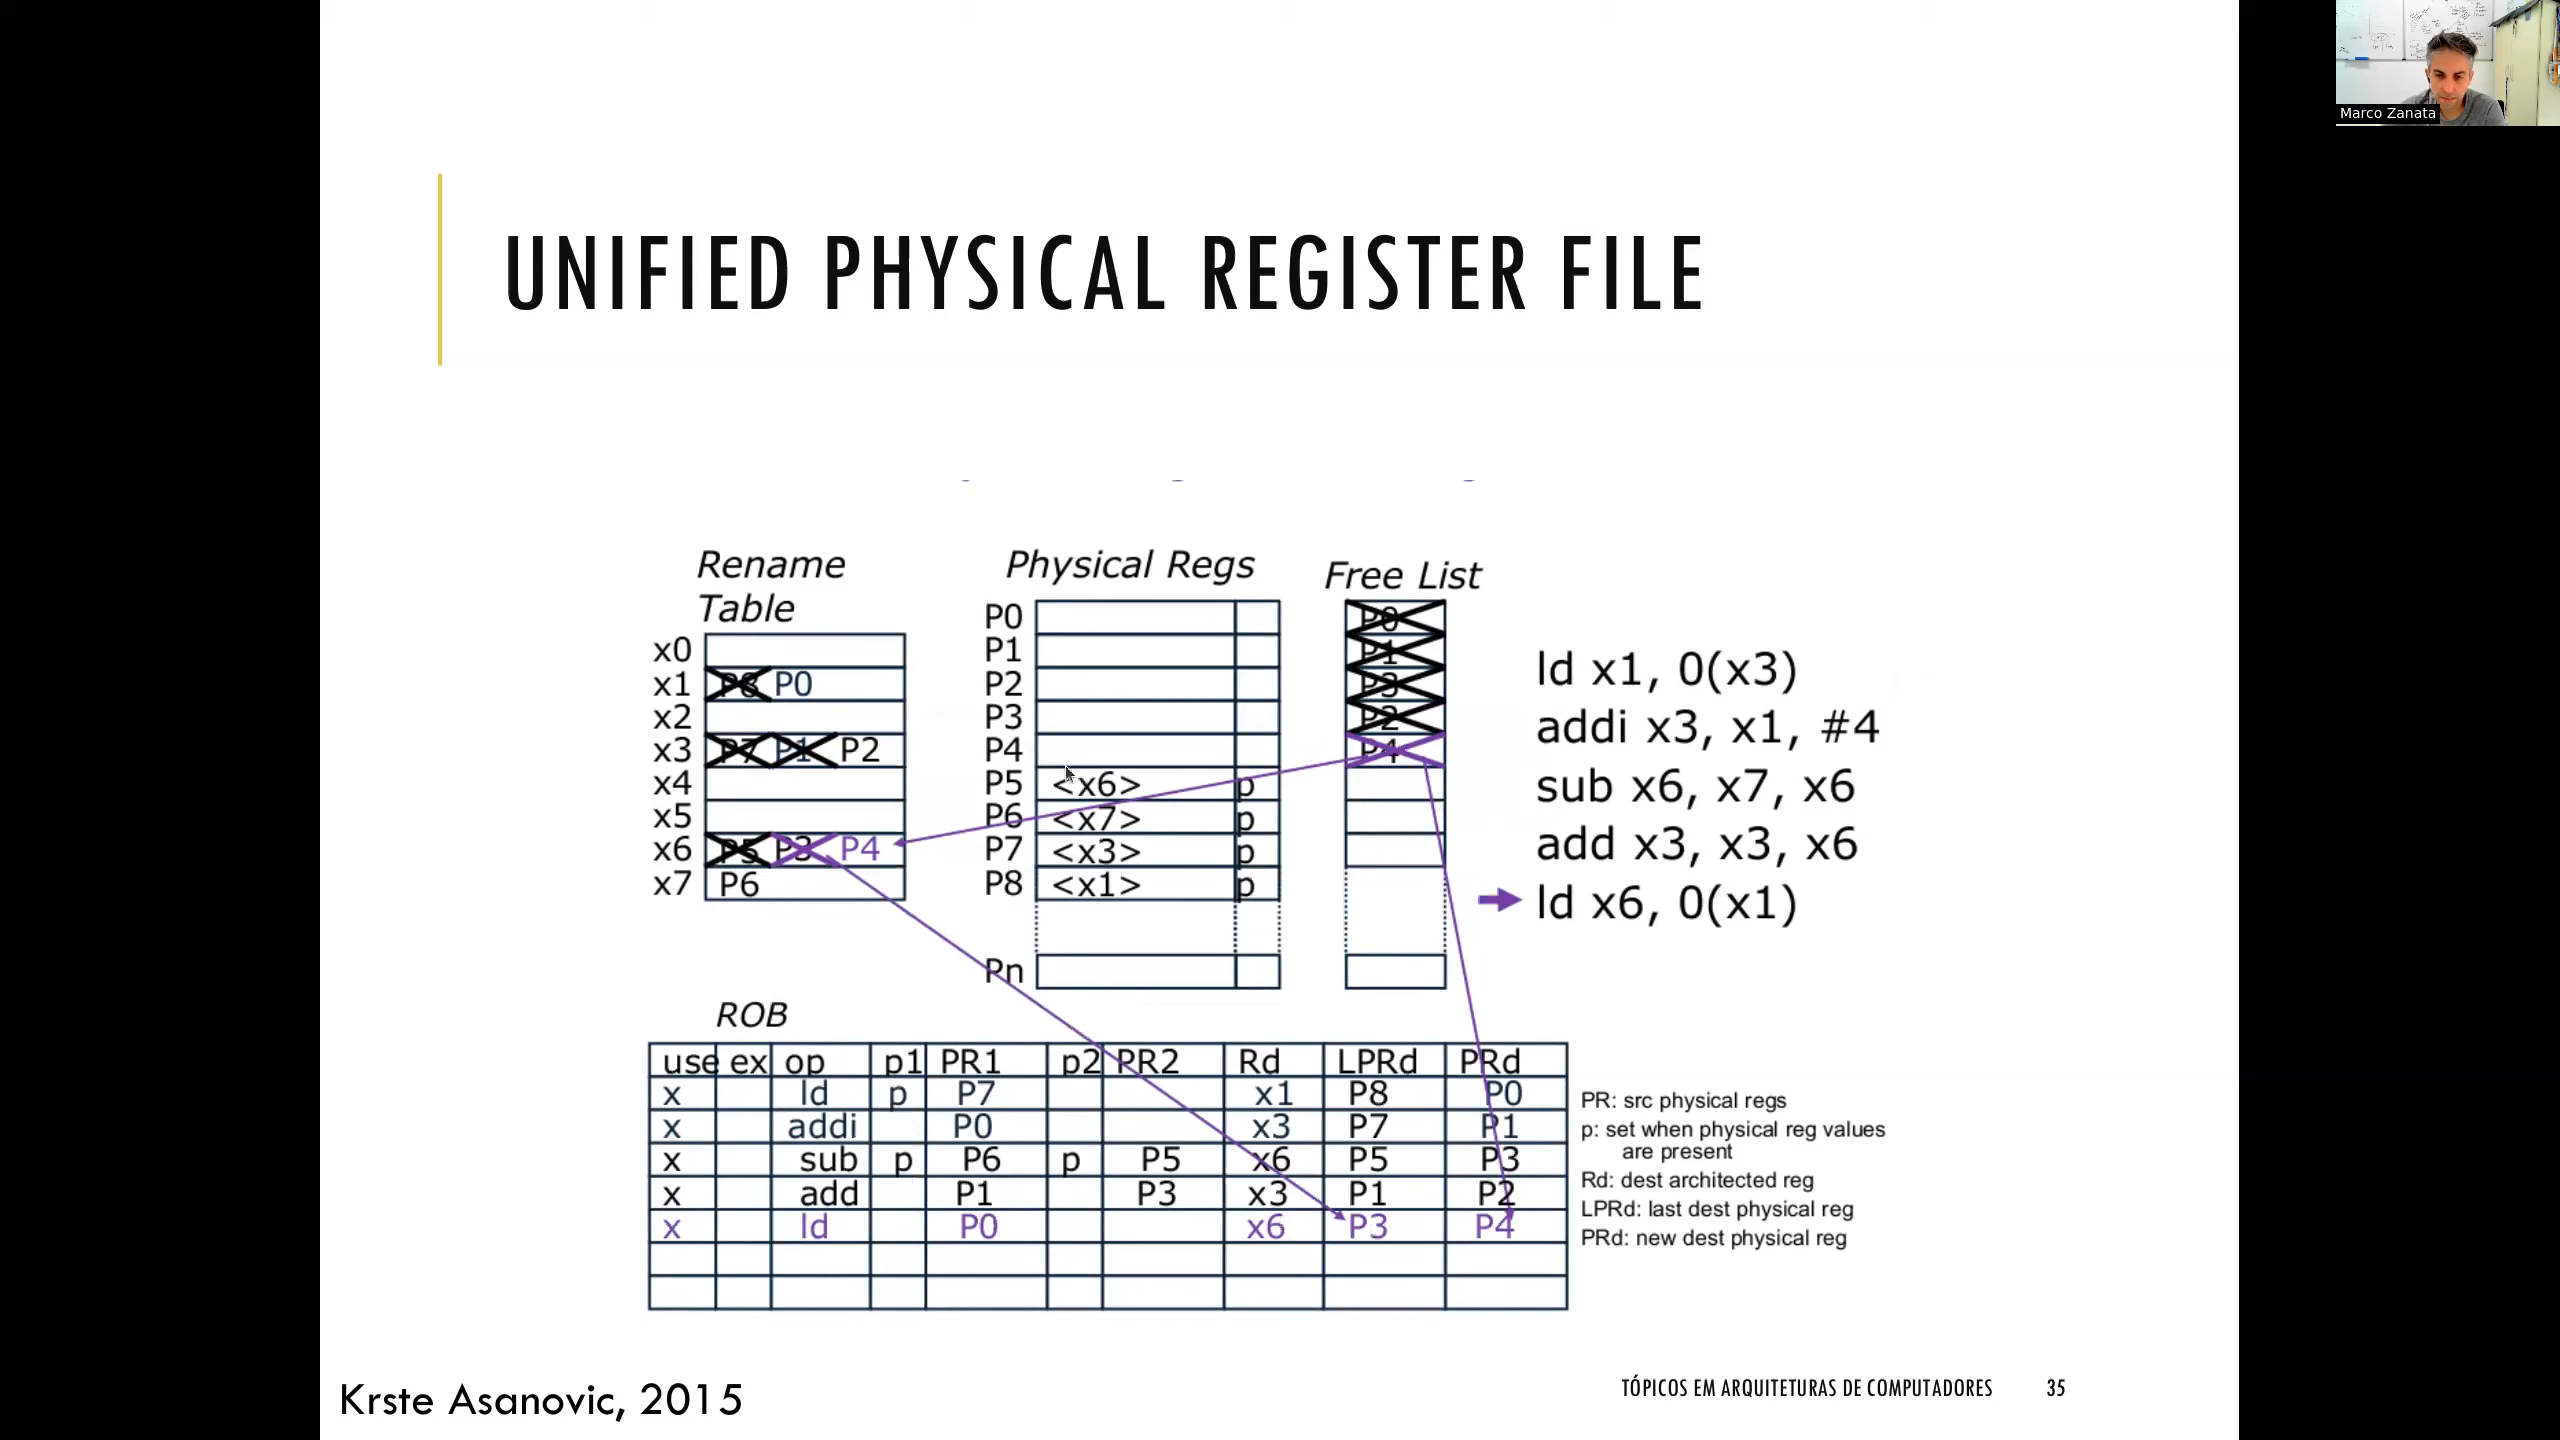 Marco Zanata
UNIFIED PHYSICAL REGISTER FILE
Rename
Table
x0
x1 P8 P0
x2
x3 P7 P1 P2
x4
x5
x6 P5 P3 P4
x7 P6
Physical Regs
P0
P1
P2
P3
P4
P5 <x6> p
P6 <x7> p
P7 <x3> p
P8 <x1> p
Pn
Free List
P0
P1
P3
P2
P4
ld x1, 0(x3)
addi x3, x1, #4
sub x6, x7, x6
add x3, x3, x6
ld x6, 0(x1)
ROB
use ex op p1 PR1 p2 PR2 Rd LPRd PRd
x ld p P7 x1 P8 P0
x addi P0 x3 P7 P1
x sub p P6 p P5 x6 P5 P3
x add P1 P3 x3 P1 P2
x ld P0 x6 P3 P4
PR: src physical regs
p: set when physical reg values
are present
Rd: dest architected reg
LPRd: last dest physical reg
PRd: new dest physical reg
Krste Asanovic, 2015
TÓPICOS EM ARQUITETURAS DE COMPUTADORES 35